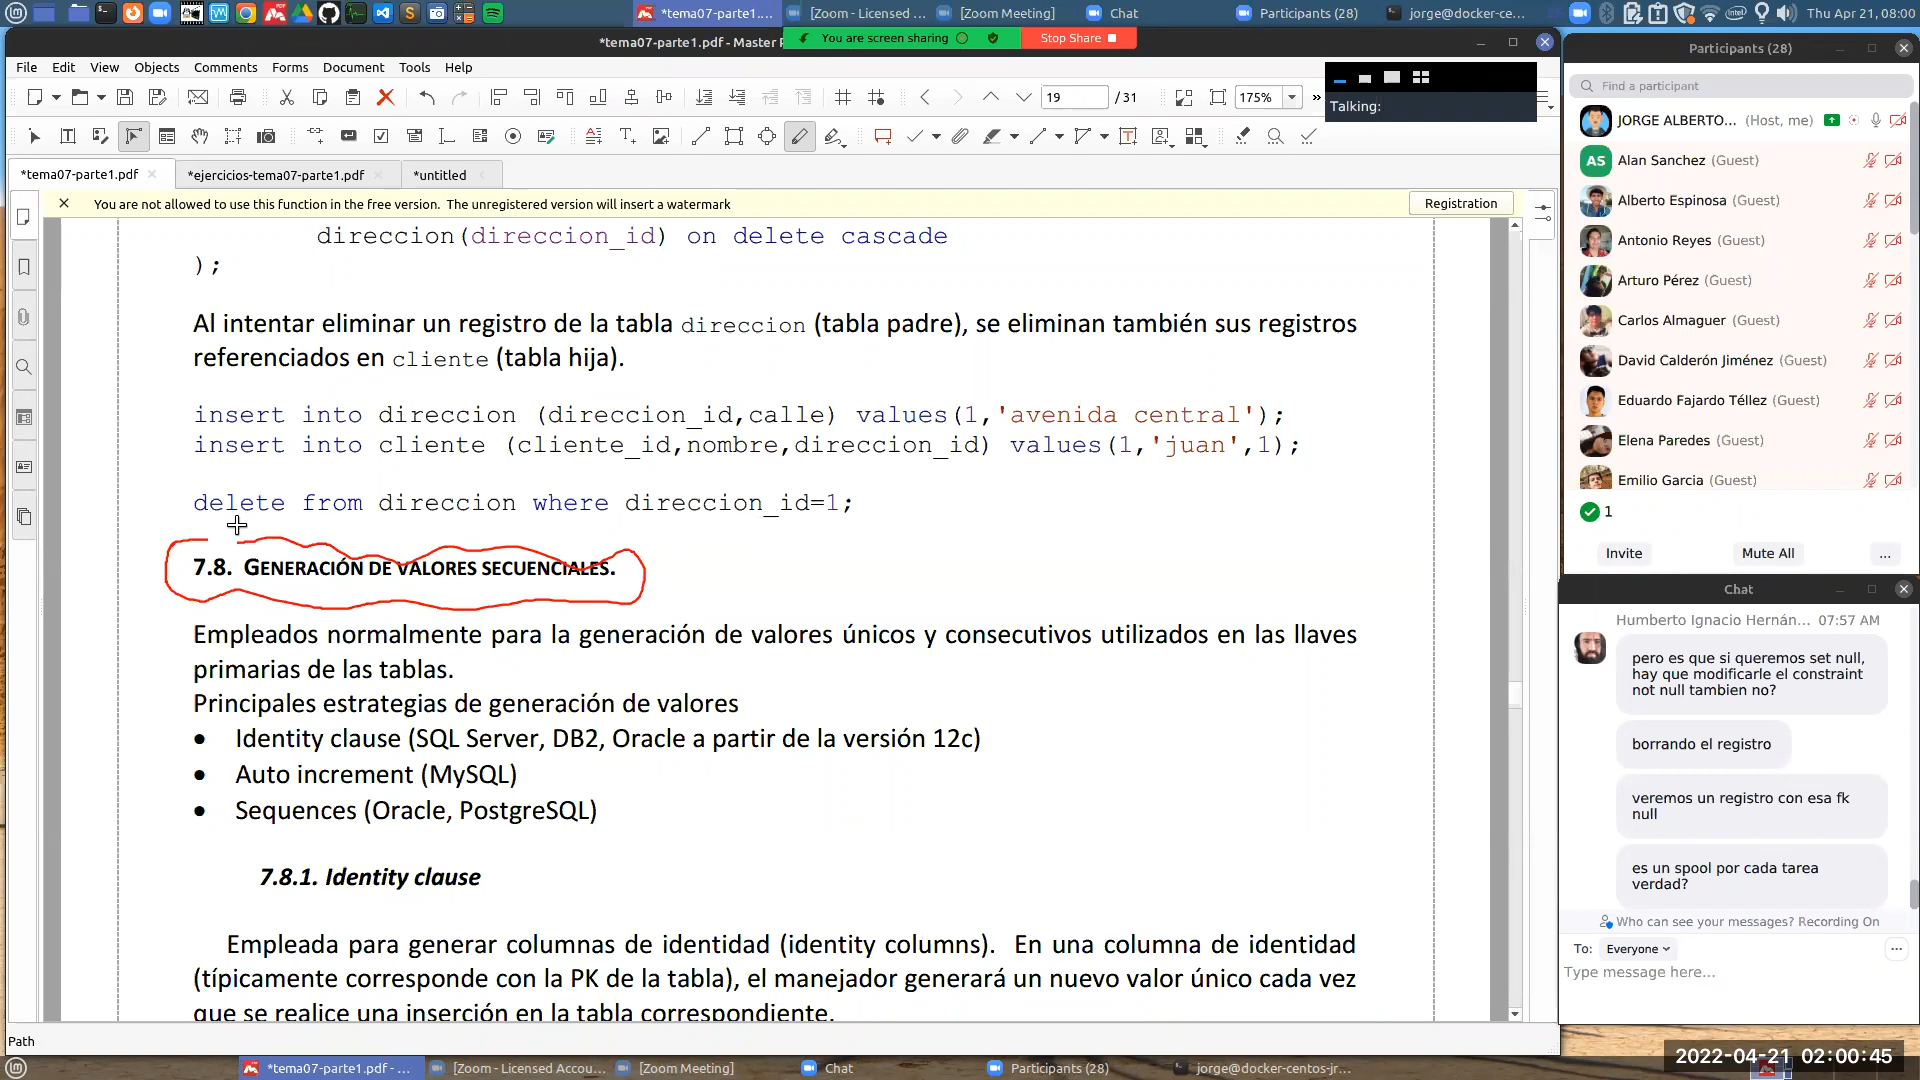 *tema07-parte1.pdf...
[Zoom - Licensed ...
[Zoom Meeting]
Chat
Participants (28)
jorge@docker-ce...
Thu Apr 21, 08:00
*tema07-parte1.pdf - Master P
You are screen sharing
Stop Share
File Edit View Objects Comments Forms Document Tools Help
Talking:
19 / 31
175%
*tema07-parte1.pdf
*ejercicios-tema07-parte1.pdf
*untitled
You are not allowed to use this function in the free version. The unregistered version will insert a watermark
Registration
direccion(direccion_id) on delete cascade
);
Al intentar eliminar un registro de la tabla direccion (tabla padre), se eliminan también sus registros
referenciados en cliente (tabla hija).
insert into direccion (direccion_id,calle) values(1,'avenida central');
insert into cliente (cliente_id,nombre,direccion_id) values(1,'juan',1);
delete from direccion where direccion_id=1;
7.8. GENERACIÓN DE VALORES SECUENCIALES.
Empleados normalmente para la generación de valores únicos y consecutivos utilizados en las llaves
primarias de las tablas.
Principales estrategias de generación de valores
• Identity clause (SQL Server, DB2, Oracle a partir de la versión 12c)
• Auto increment (MySQL)
• Sequences (Oracle, PostgreSQL)
7.8.1. Identity clause
Empleada para generar columnas de identidad (identity columns). En una columna de identidad
(típicamente corresponde con la PK de la tabla), el manejador generará un nuevo valor único cada vez
que se realice una inserción en la tabla correspondiente.
Path
Participants (28)
Find a participant
JORGE ALBERTO... (Host, me)
AS Alan Sanchez (Guest)
Alberto Espinosa (Guest)
Antonio Reyes (Guest)
Arturo Pérez (Guest)
Carlos Almaguer (Guest)
David Calderón Jiménez (Guest)
Eduardo Fajardo Téllez (Guest)
Elena Paredes (Guest)
Emilio Garcia (Guest)
1
Invite
Mute All
...
Chat
Humberto Ignacio Hernán... 07:57 AM
pero es que si queremos set null,
hay que modificarle el constraint
not null tambien no?
borrando el registro
veremos un registro con esa fk
null
es un spool por cada tarea
verdad?
Who can see your messages? Recording On
To: Everyone
Type message here...
*tema07-parte1.pdf - ...
[Zoom - Licensed Accou...
[Zoom Meeting]
Chat
Participants (28)
jorge@docker-centos-jr...
2022-04-21 02:00:45